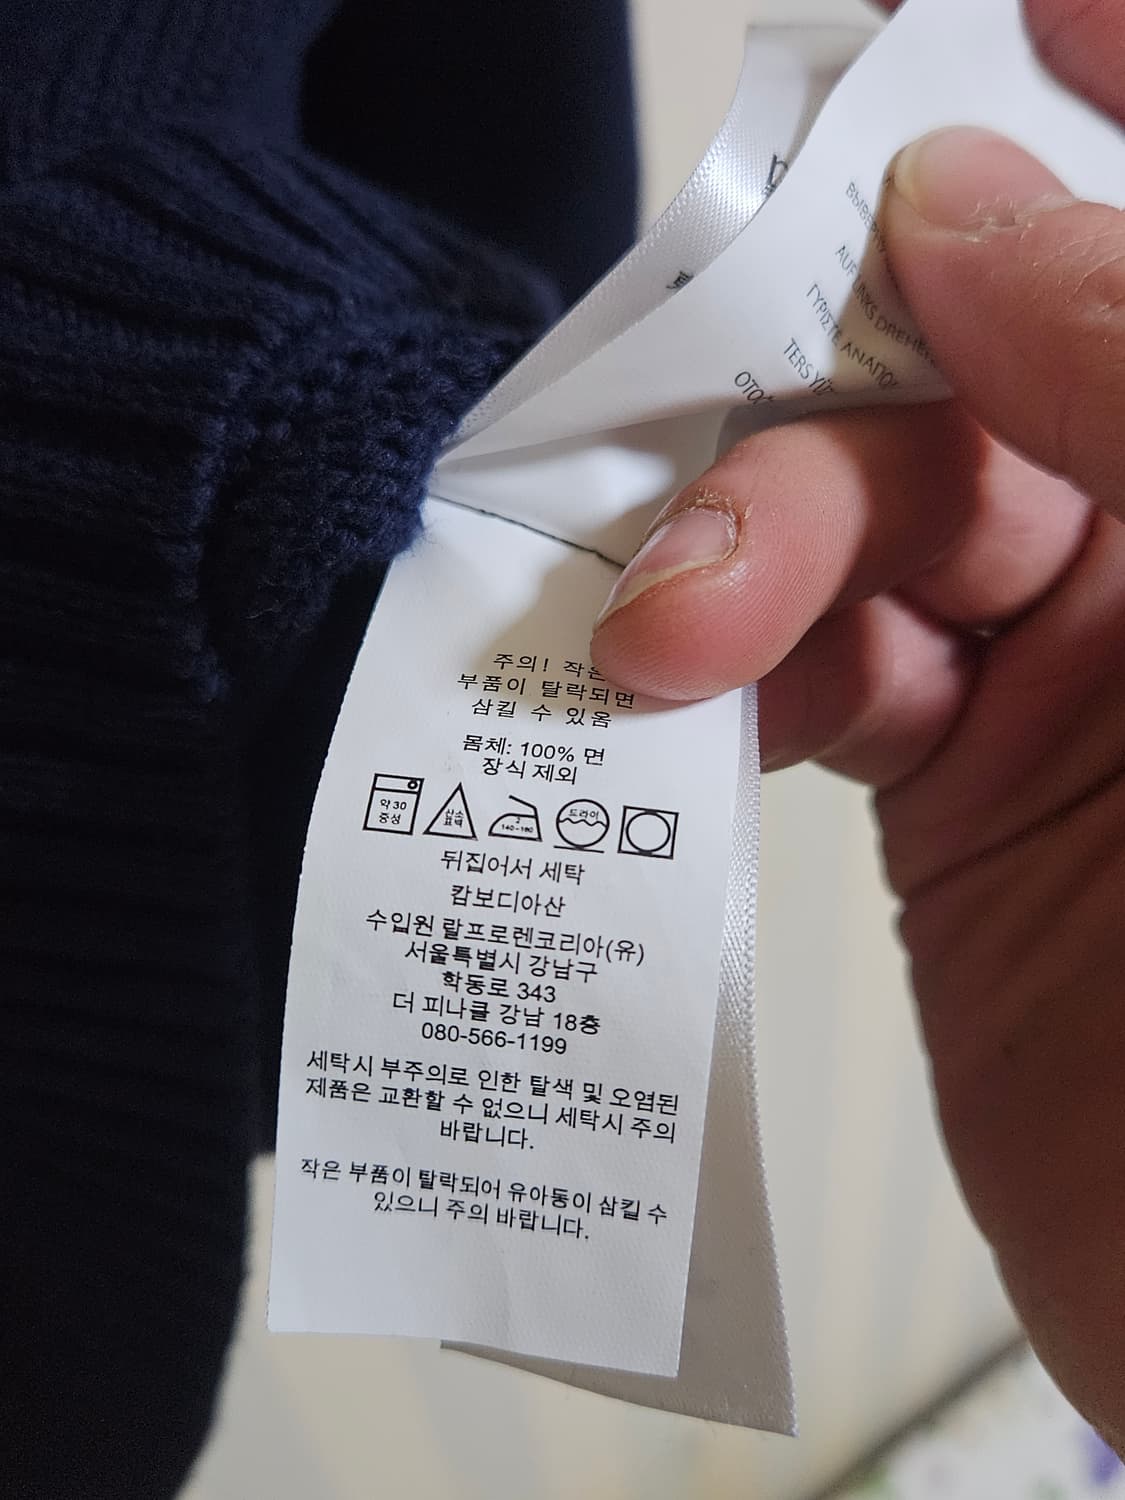 AUF LINKS
ΓΥΡΙΣΤΕ
TERS
주의! 작은
부품이 탈락되면
삼킬 수 있옴
몸체: 100% 면
장식 제외
약 30
중성
산소
표백
2
140~160
드라이
뒤집어서 세탁
캄보디아산
수입원 랄프로렌코리아(유)
서울특별시 강남구
학동로 343
더 피나클 강남 18층
080-566-1199
세탁시 부주의로 인한 탈색 및 오염된
제품은 교환할 수 없으니 세탁시 주의
바랍니다.
작은 부품이 탈락되어 유아동이 삼킬 수
있으니 주의 바랍니다.